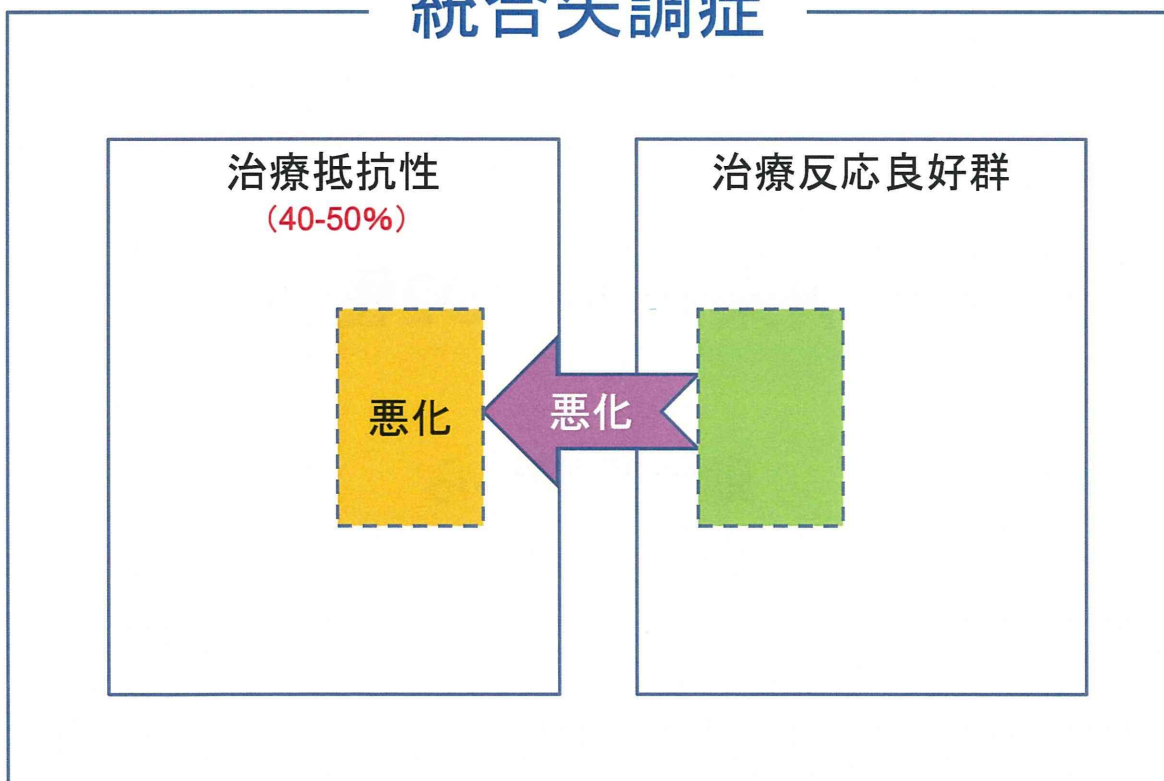 統合失調症
治療抵抗性
（40-50%）
治療反応良好群
悪化
悪化